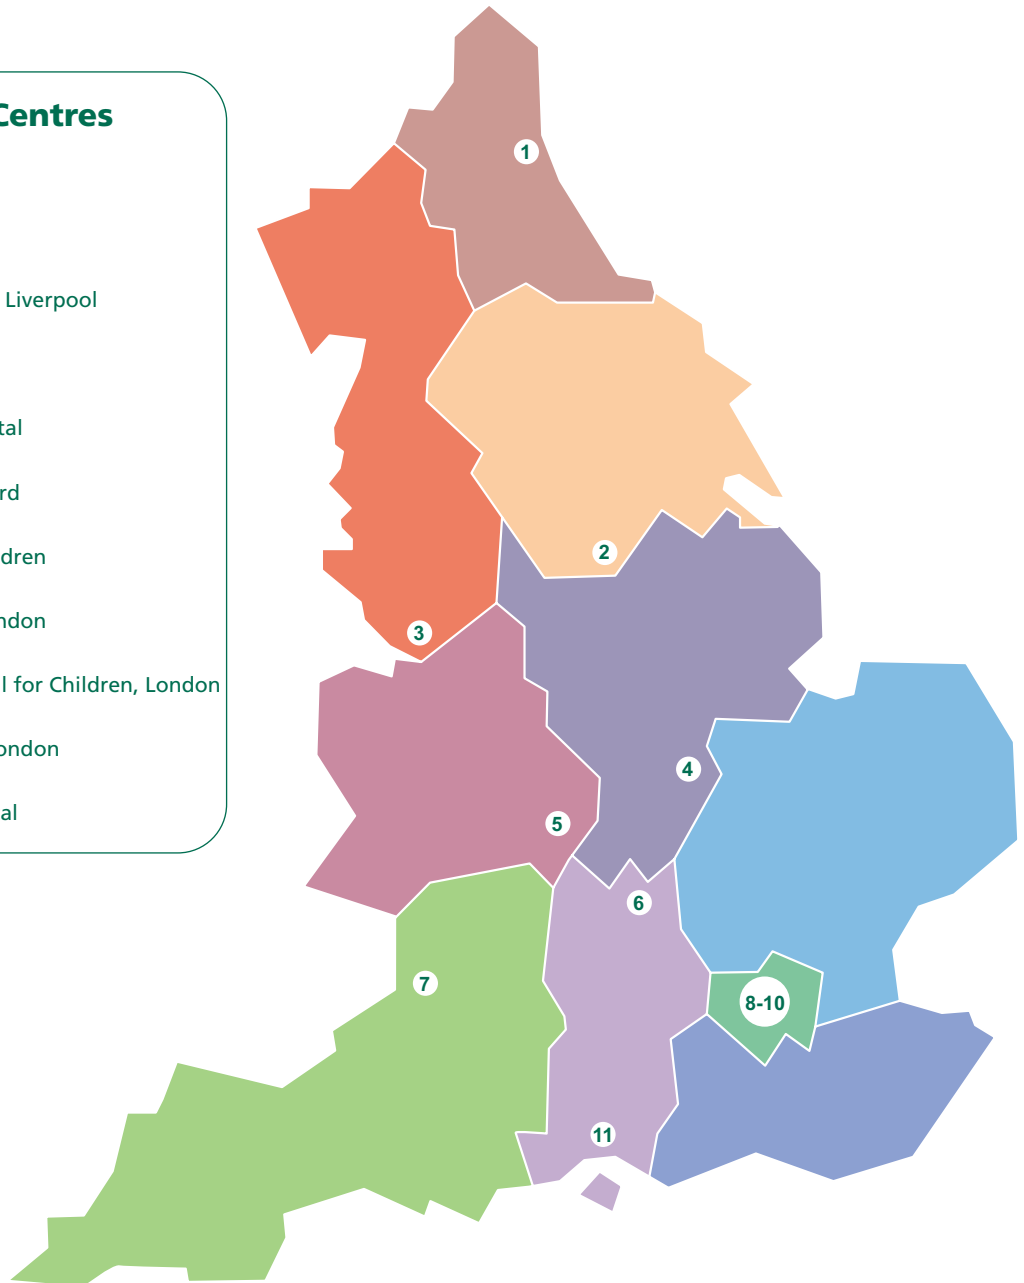 Centres
Liverpool
tal
rd
dren
ndon
l for Children, London
ondon
al
1
2
3
4
5
6
7
8-10
11